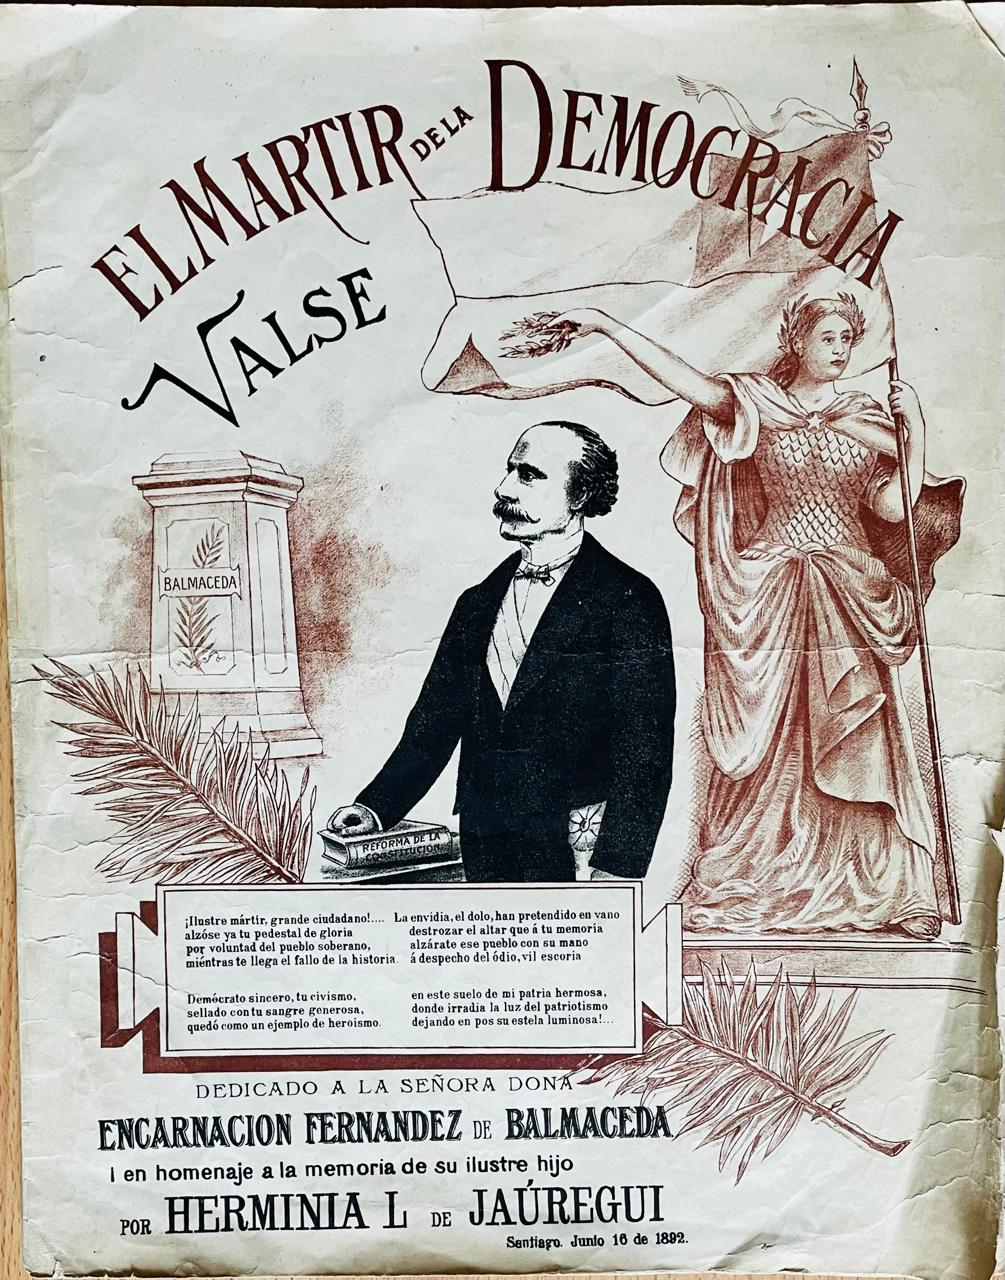 EL MARTIR DE LA DEMOCRACIA
VALSE
BALMACEDA
REFORMA DE LA
CONSTITUCION.
¡Ilustre mártir, grande ciudadano!....
alzóse ya tu pedestal de gloria
por voluntad del pueblo soberano,
miéntras te llega el fallo de la historia.
La envidia, el dolo, han pretendido en vano
destrozar el altar que á tu memoria
alzárate ese pueblo con su mano
á despecho del ódio, vil escoria
Demócrato sincero, tu civismo,
sellado con tu sangre generosa,
quedó como un ejemplo de heroismo.
en este suelo de mi patria hermosa,
donde irradia la luz del patriotismo
dejando en pos su estela luminosa!...
DEDICADO A LA SEÑORA DOÑA
ENCARNACION FERNANDEZ DE BALMACEDA
I en homenaje a la memoria de su ilustre hijo
POR HERMINIA L DE JAÚREGUI
Santiago. Junio 16 de 1892.